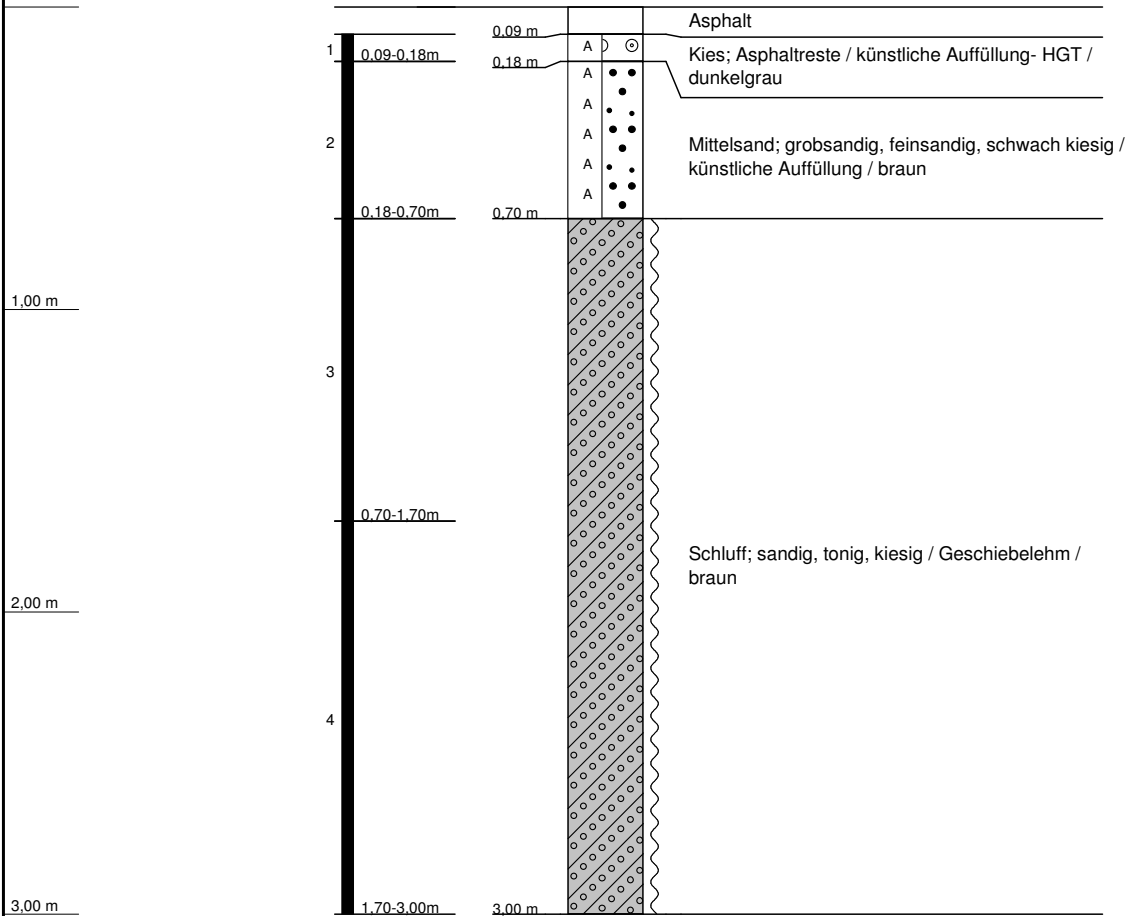 Asphalt
0,09 m
1
0,09-0,18m
A
Kies; Asphaltreste / künstliche Auffüllung- HGT /
dunkelgrau
0,18 m
A
A
A
A
A
2
Mittelsand; grobsandig, feinsandig, schwach kiesig /
künstliche Auffüllung / braun
0,18-0,70m
0,70 m
1,00 m
3
0,70-1,70m
Schluff; sandig, tonig, kiesig / Geschiebelehm /
braun
2,00 m
4
3,00 m
1,70-3,00m
3,00 m